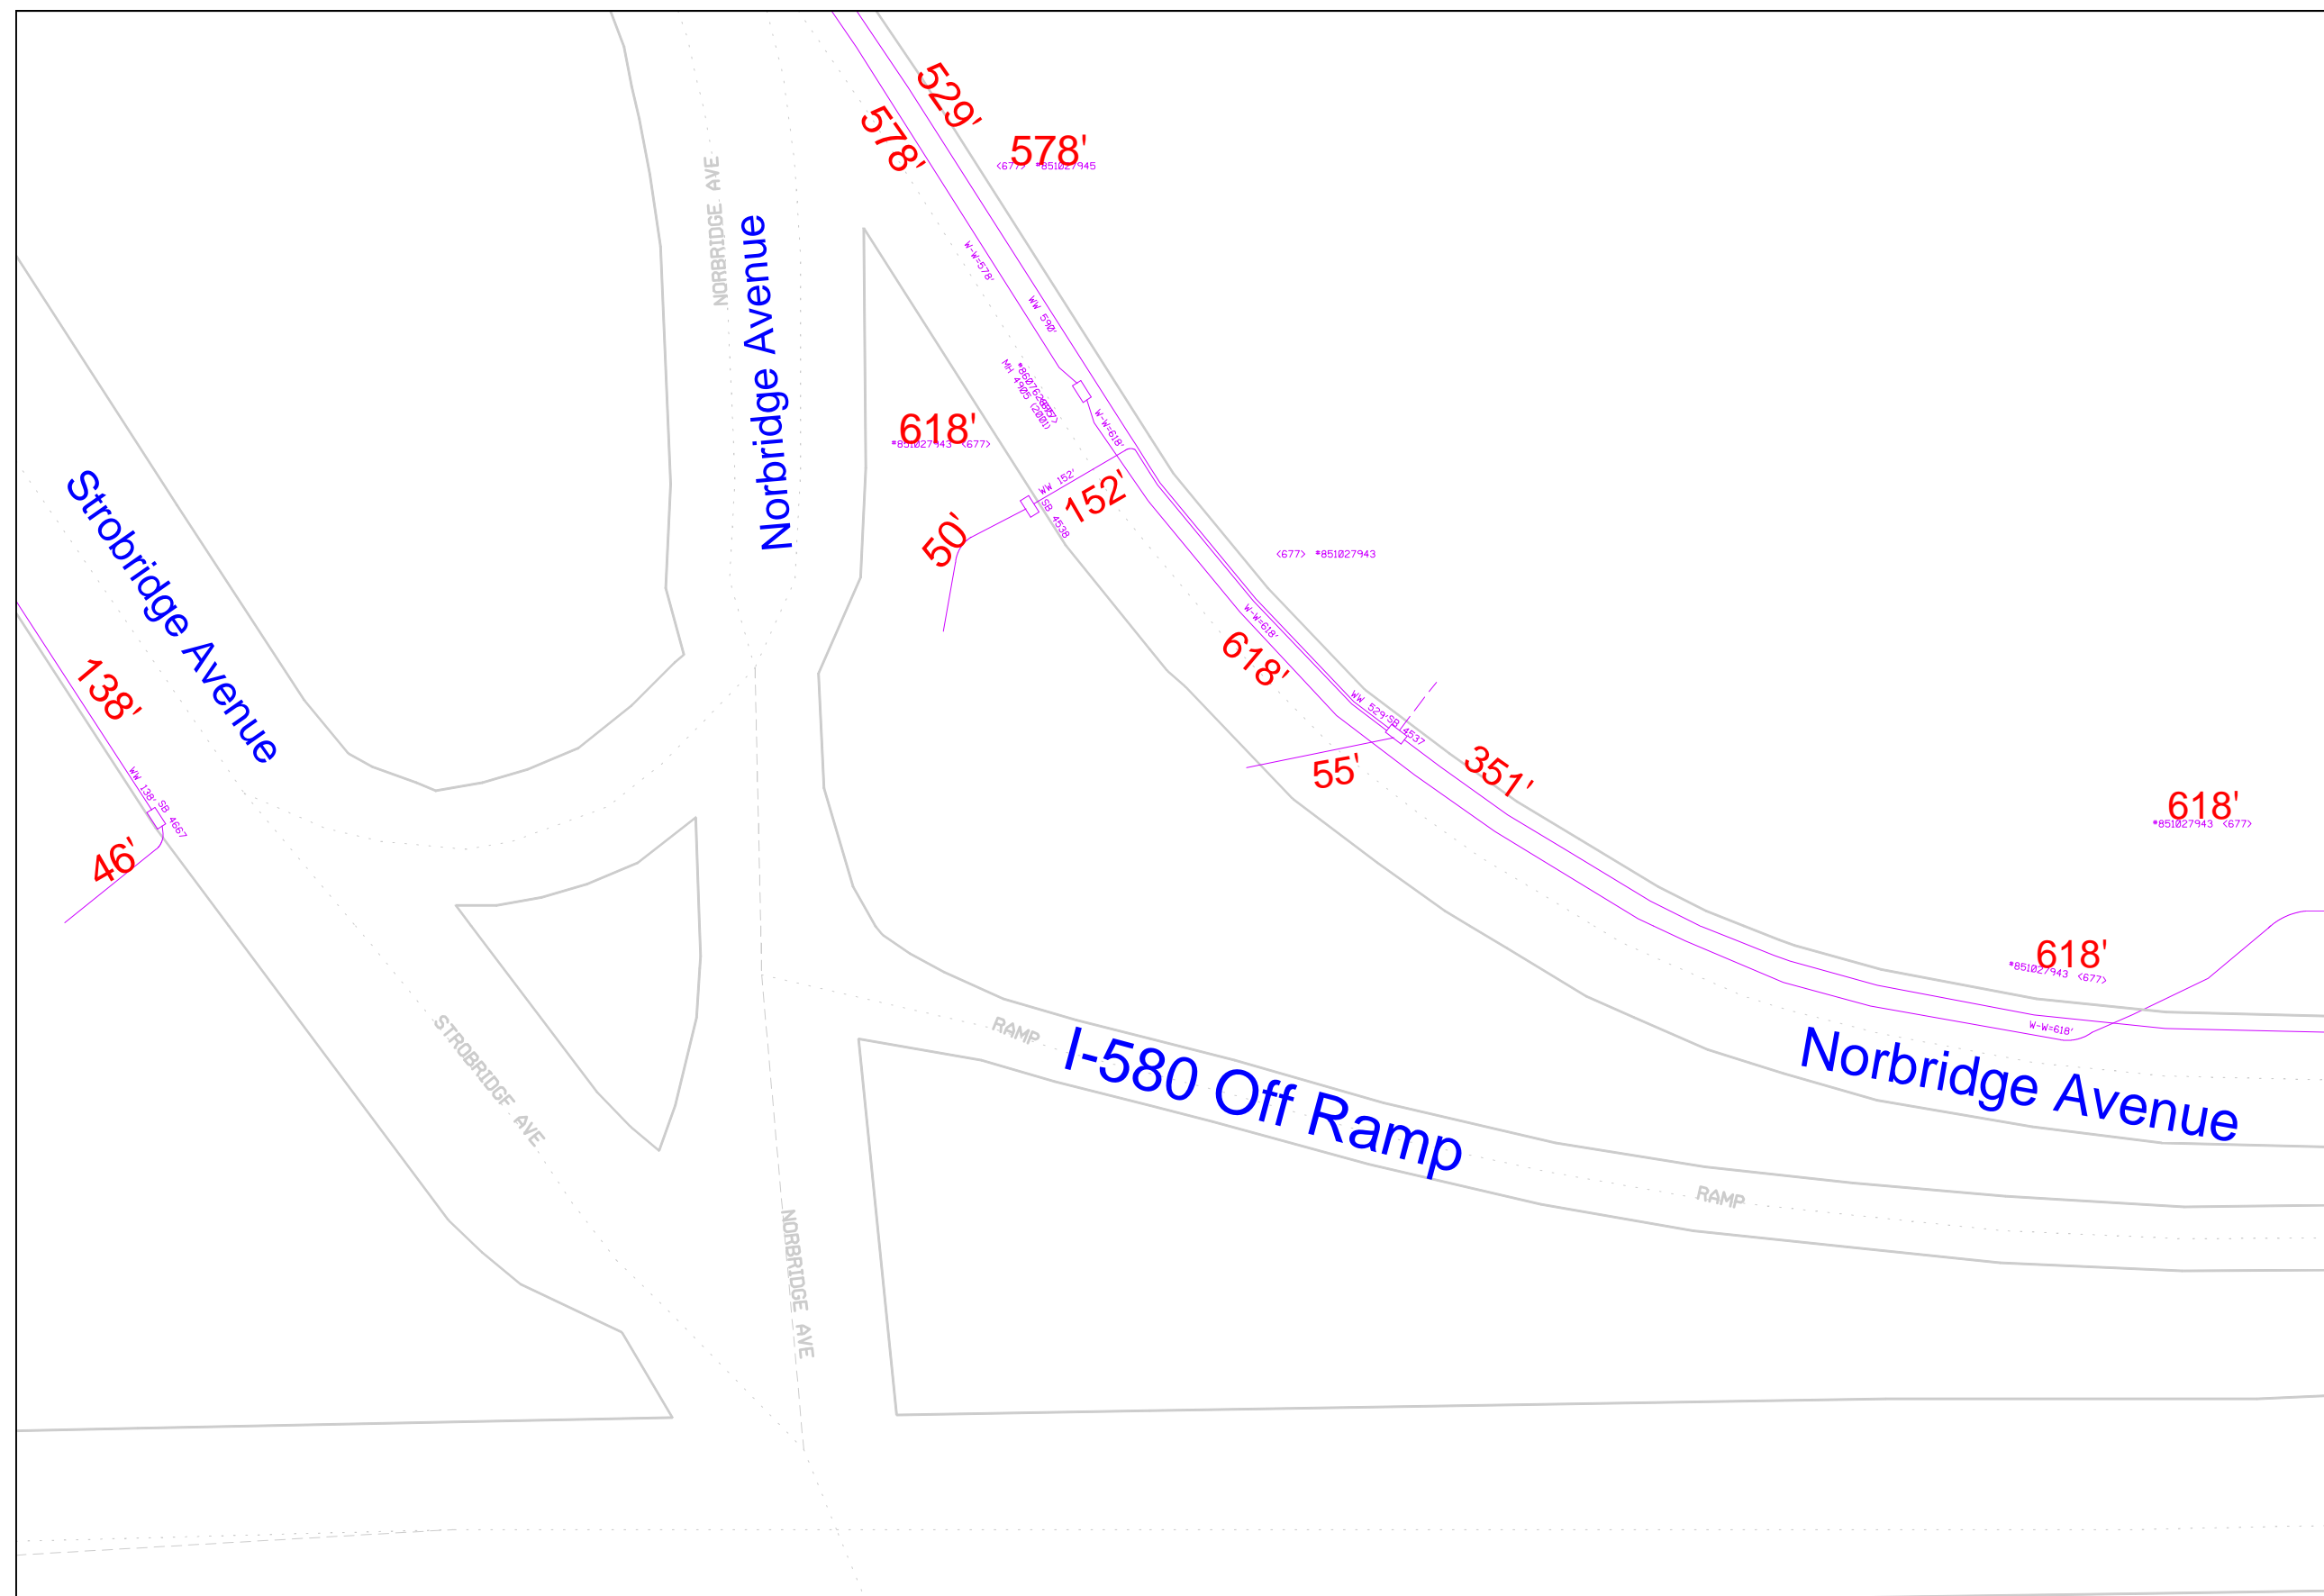 529'
578'
578'
<677> *851027945
NORBRIDGE AVE
Norbridge Avenue
W-W=578'
WW 590'
MH 4905 (2001)
W-W=618'
618'
*851027943 <677>
WW 152'
152'
SB 4538
50'
<677> *851027943
Strobridge Avenue
W-W=618'
618'
138'
WW 529'
SB 4537
351'
55'
WW 138'
SB 4667
46'
618'
*851027943 <677>
618'
*851027943 <677>
W-W=618'
STROBRIDGE AVE
RAMP
I-580 Off Ramp
Norbridge Avenue
RAMP
NORBRIDGE AVE